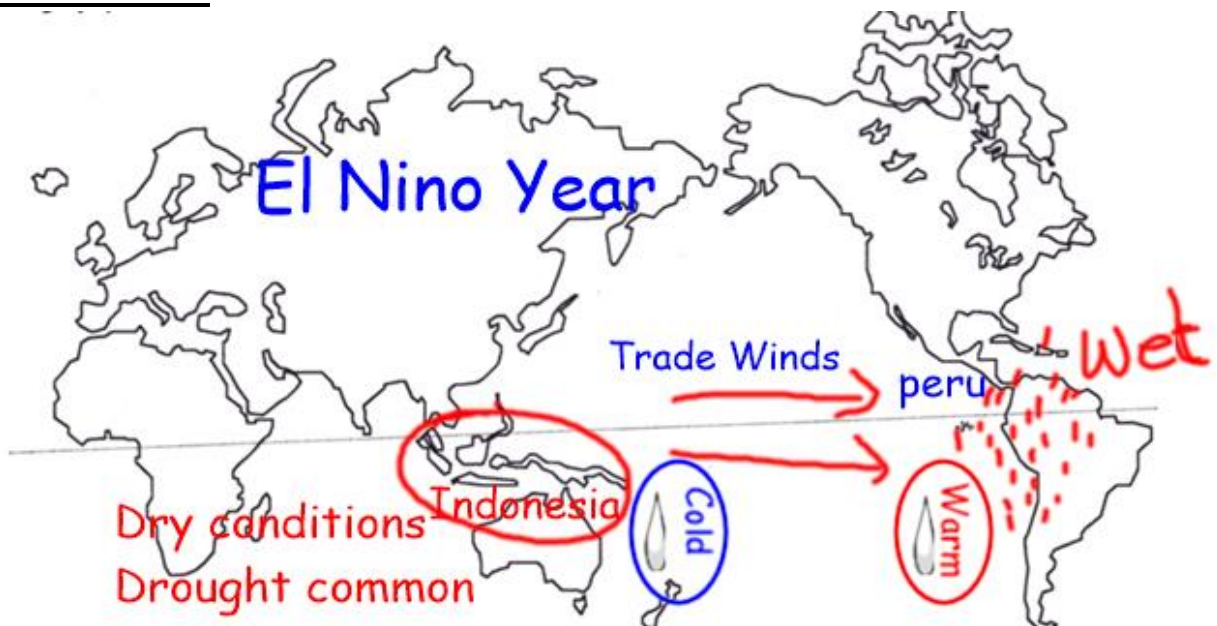 El Nino Year
Trade Winds
peru
Wet
Indonesia
Cold
Warm
Dry conditions
Drought common